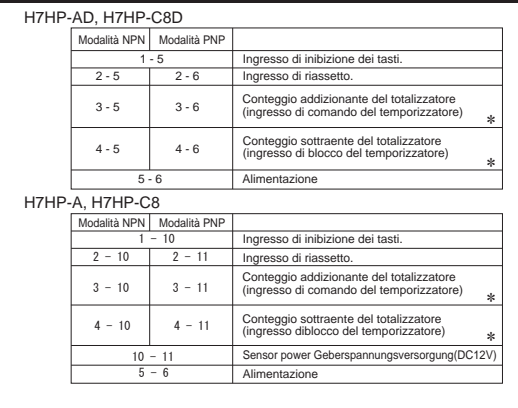 H7HP-AD, H7HP-C8D
Modalità NPN Modalità PNP
1 - 5 Ingresso di inibizione dei tasti.
2 - 5 2 - 6 Ingresso di riassetto.
3 - 5 3 - 6 Conteggio addizionante del totalizzatore
(ingresso di comando del temporizzatore) *
4 - 5 4 - 6 Conteggio sottraente del totalizzatore
(ingresso di blocco del temporizzatore) *
5 - 6 Alimentazione
H7HP-A, H7HP-C8
Modalità NPN Modalità PNP
1 - 10 Ingresso di inibizione dei tasti.
2 - 10 2 - 11 Ingresso di riassetto.
3 - 10 3 - 11 Conteggio addizionante del totalizzatore
(ingresso di comando del temporizzatore) *
4 - 10 4 - 11 Conteggio sottraente del totalizzatore
(ingresso diblocco del temporizzatore) *
10 - 11 Sensor power Geberspannungsversorgung(DC12V)
5 - 6 Alimentazione